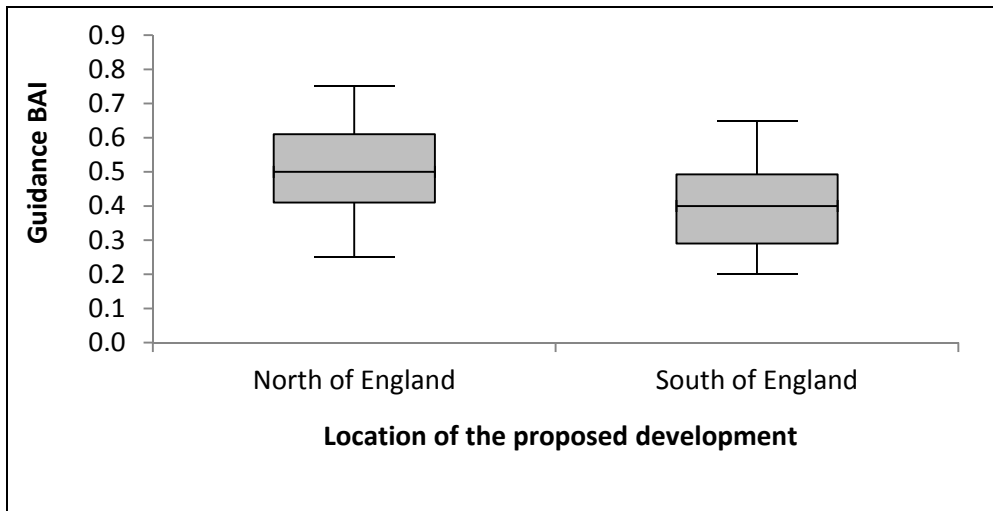 Guidance BAI
0.9
0.8
0.7
0.6
0.5
0.4
0.3
0.2
0.1
0.0
North of England
South of England
Location of the proposed development